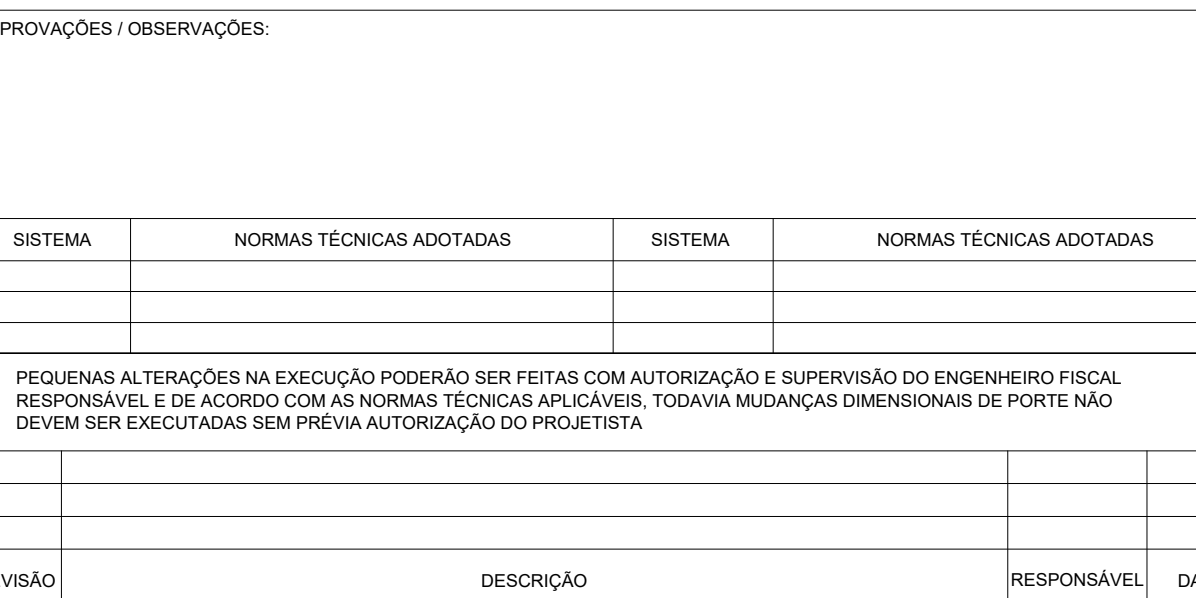 PROVAÇÕES / OBSERVAÇÕES:
SISTEMA NORMAS TÉCNICAS ADOTADAS SISTEMA NORMAS TÉCNICAS ADOTADAS
PEQUENAS ALTERAÇÕES NA EXECUÇÃO PODERÃO SER FEITAS COM AUTORIZAÇÃO E SUPERVISÃO DO ENGENHEIRO FISCAL
RESPONSÁVEL E DE ACORDO COM AS NORMAS TÉCNICAS APLICÁVEIS, TODAVIA MUDANÇAS DIMENSIONAIS DE PORTE NÃO
DEVEM SER EXECUTADAS SEM PRÉVIA AUTORIZAÇÃO DO PROJETISTA
VISÃO DESCRIÇÃO RESPONSÁVEL DA